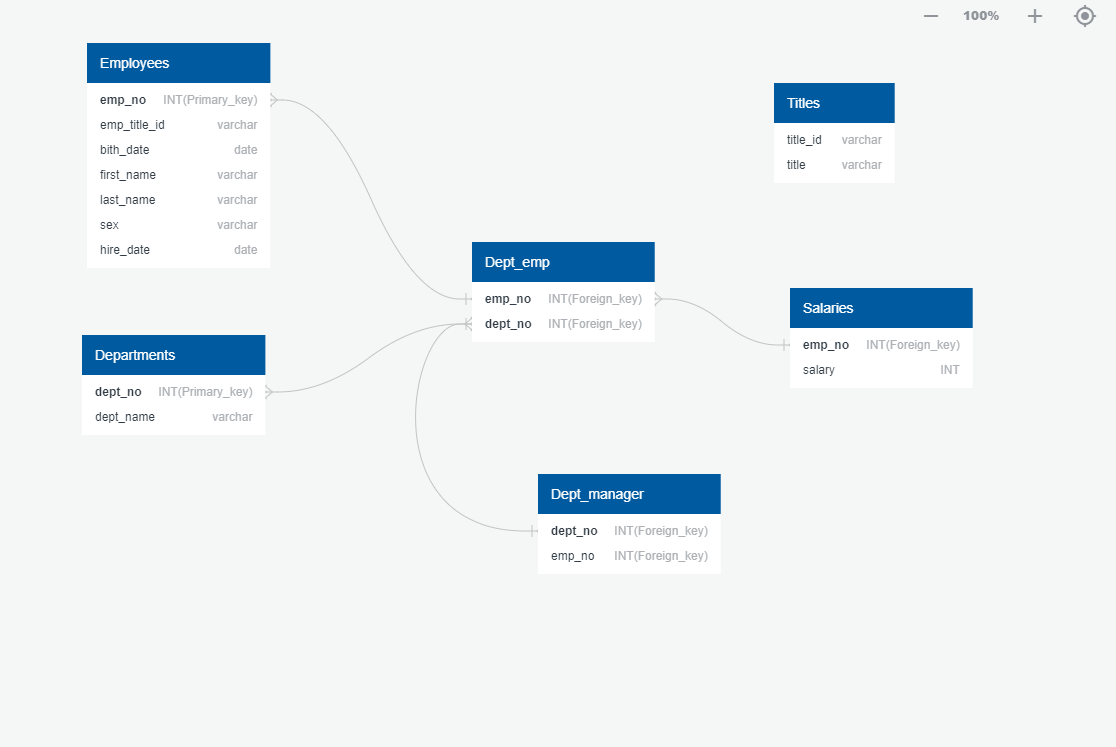 100%
Employees
emp_no INT(Primary_key)
emp_title_id varchar
bith_date date
first_name varchar
last_name varchar
sex varchar
hire_date date
Titles
title_id varchar
title varchar
Dept_emp
emp_no INT(Foreign_key)
dept_no INT(Foreign_key)
Salaries
emp_no INT(Foreign_key)
salary INT
Departments
dept_no INT(Primary_key)
dept_name varchar
Dept_manager
dept_no INT(Foreign_key)
emp_no INT(Foreign_key)